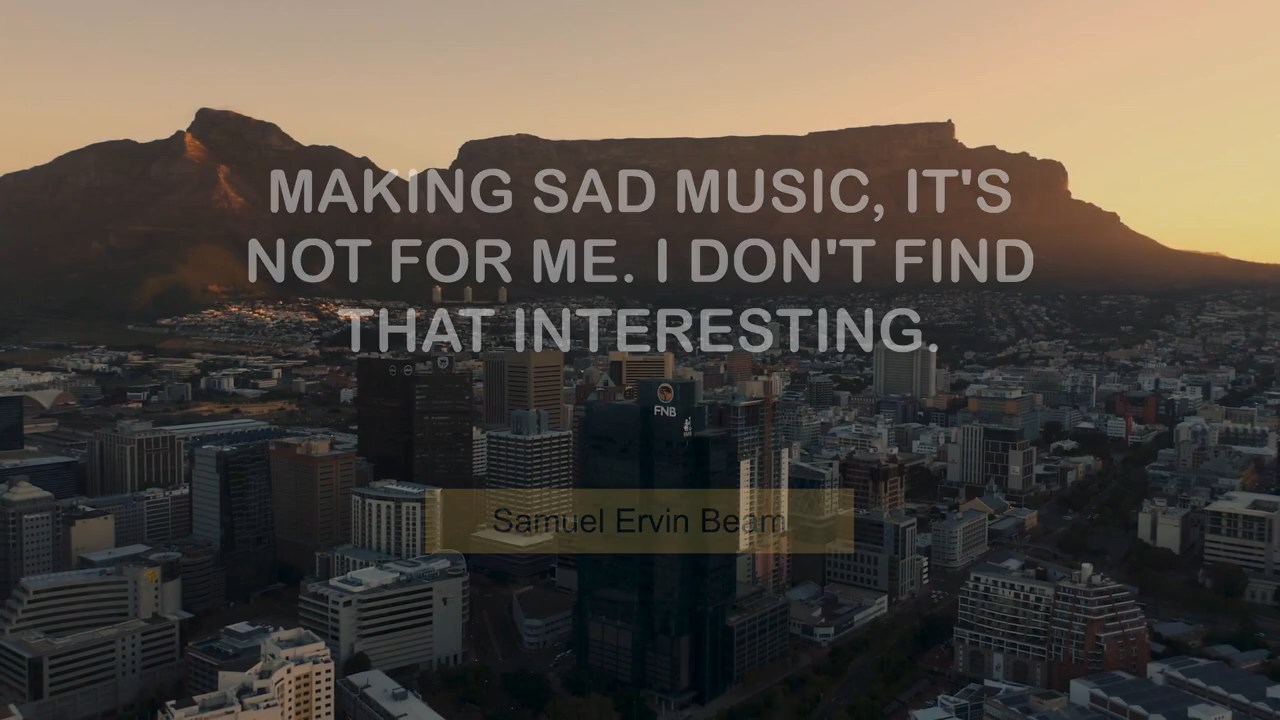 MAKING SAD MUSIC, IT'S
NOT FOR ME. I DON'T FIND
THAT INTERESTING.
FNB
Samuel Ervin Beam